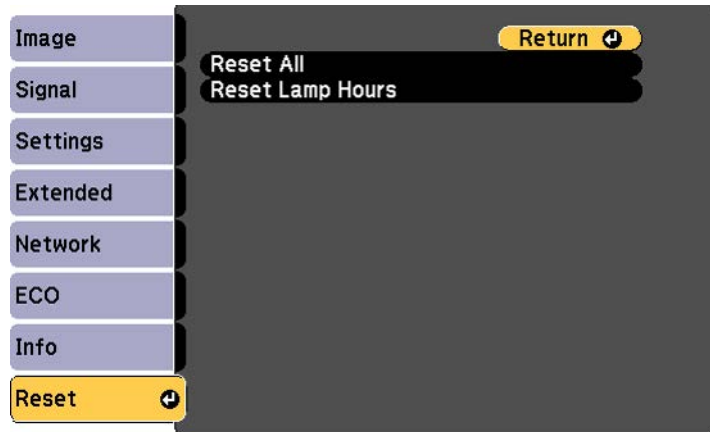 Image
Signal
Settings
Extended
Network
ECO
Info
Reset
Return
Reset All
Reset Lamp Hours